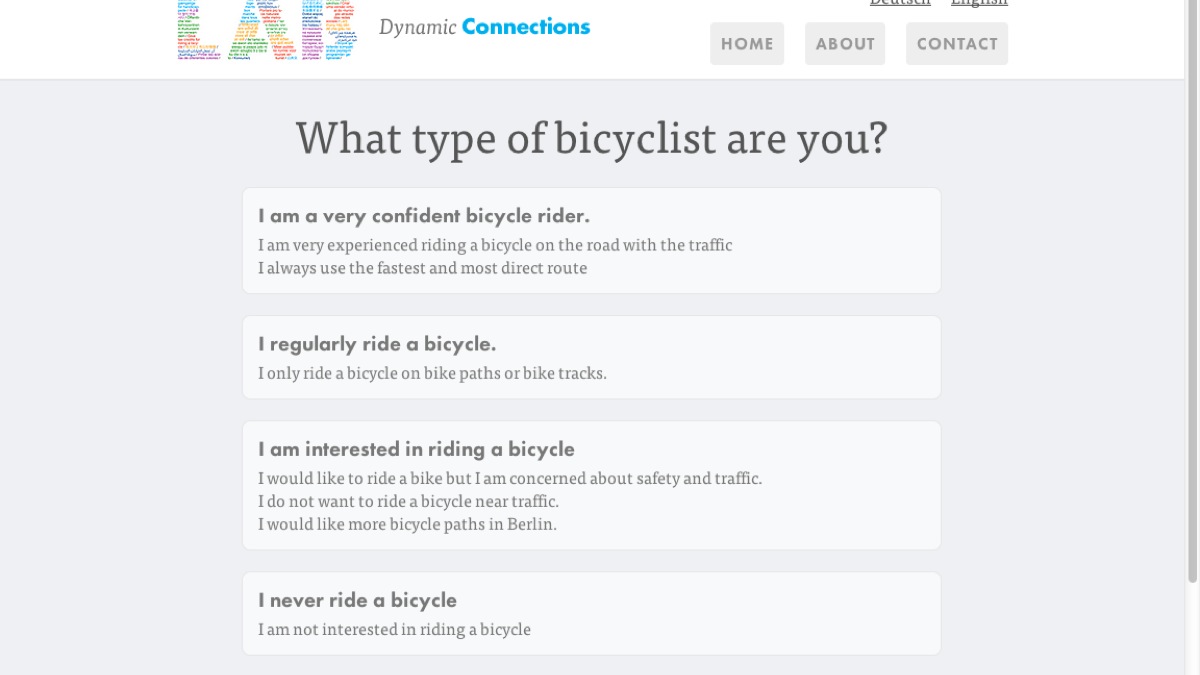 Deutsch English
Dynamic Connections
HOME ABOUT CONTACT
What type of bicyclist are you?
I am a very confident bicycle rider.
I am very experienced riding a bicycle on the road with the traffic
I always use the fastest and most direct route
I regularly ride a bicycle.
I only ride a bicycle on bike paths or bike tracks.
I am interested in riding a bicycle
I would like to ride a bike but I am concerned about safety and traffic.
I do not want to ride a bicycle near traffic.
I would like more bicycle paths in Berlin.
I never ride a bicycle
I am not interested in riding a bicycle